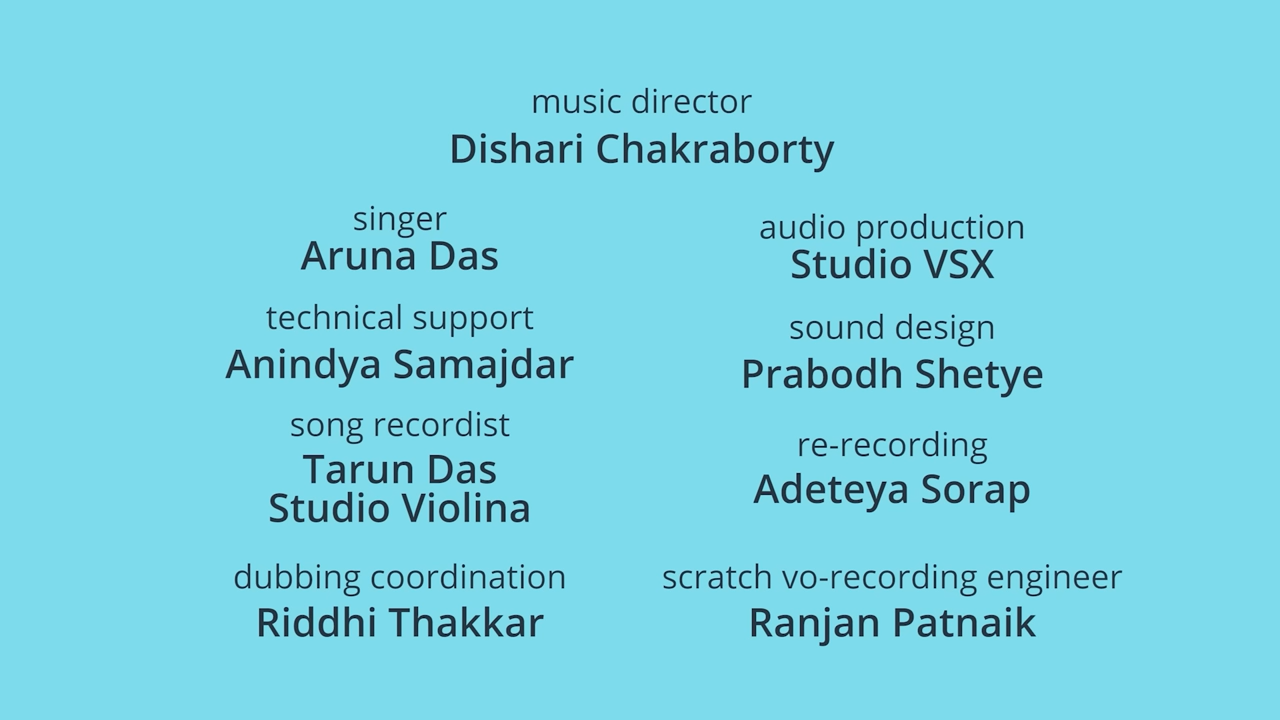 music director
Dishari Chakraborty
singer
Aruna Das
technical support
Anindya Samajdar
song recordist
Tarun Das
Studio Violina
dubbing coordination
Riddhi Thakkar
audio production
Studio VSX
sound design
Prabodh Shetye
re-recording
Adeteya Sorap
scratch vo-recording engineer
Ranjan Patnaik